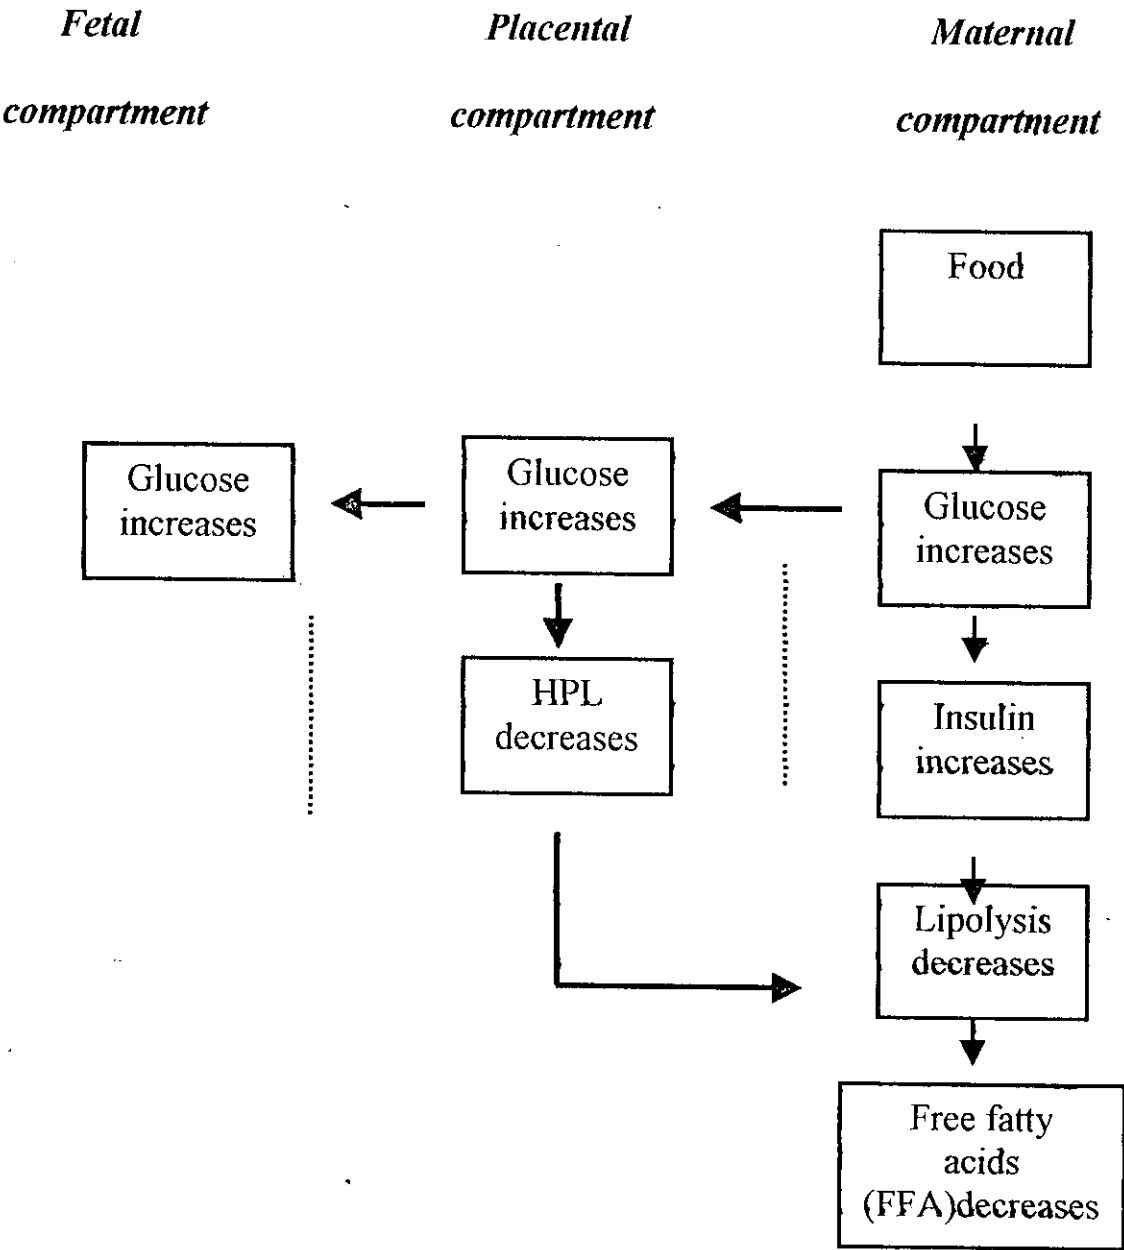 Fetal
compartment
Placental
compartment
Maternal
compartment
Food
Glucose
increases
Glucose
increases
Glucose
increases
HPL
decreases
Insulin
increases
Lipolysis
decreases
Free fatty
acids
(FFA)decreases